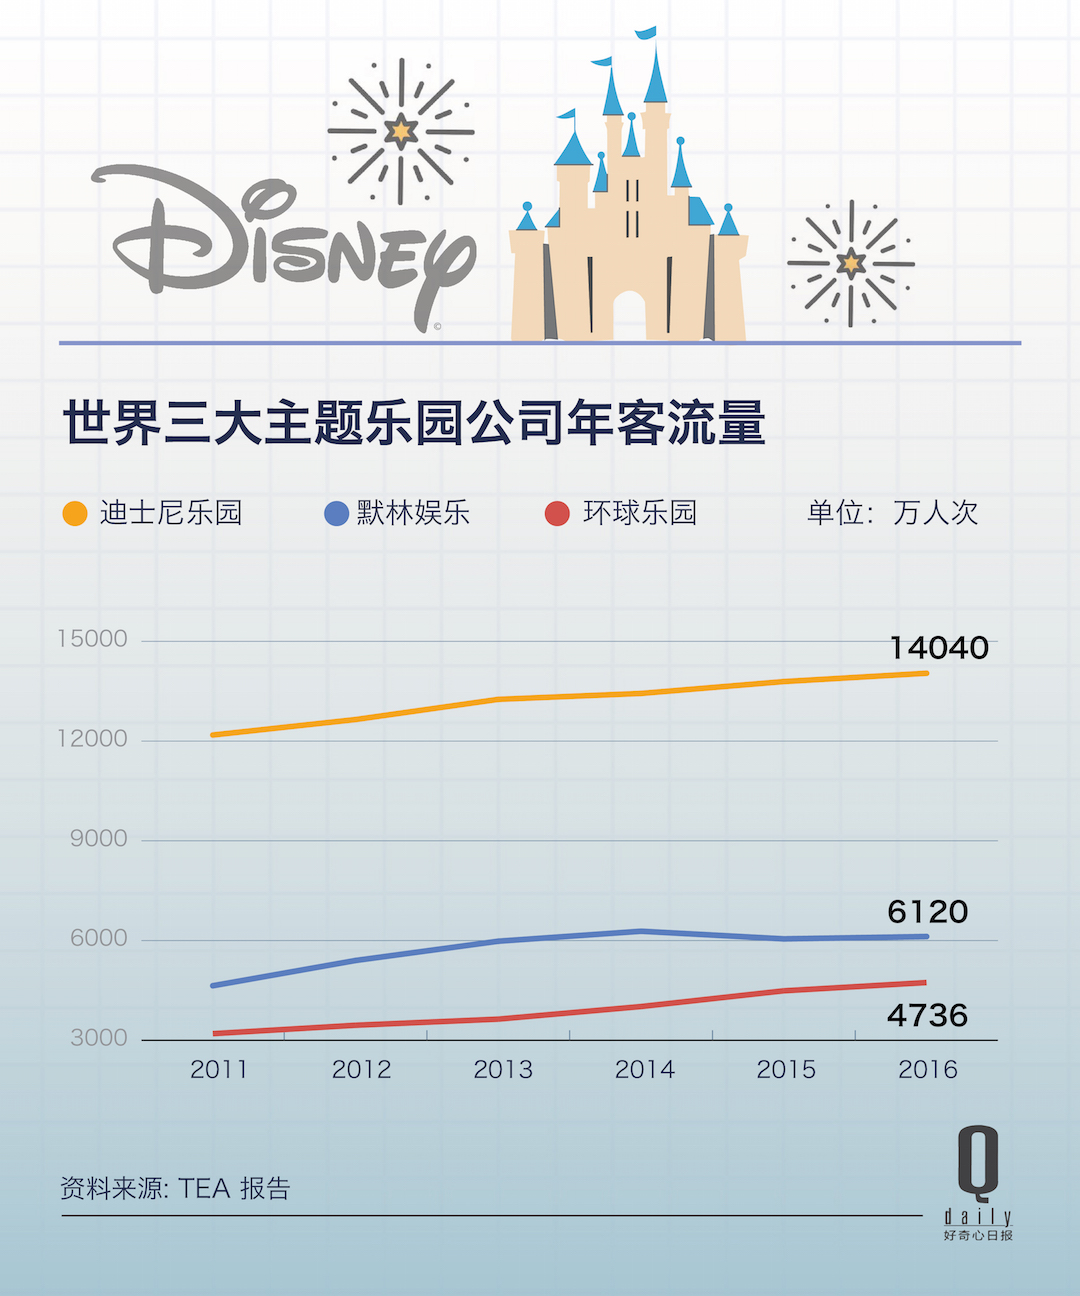 Disney
©
世界三大主题乐园公司年客流量
迪士尼乐园 默林娱乐 环球乐园 单位：万人次
15000
14040
12000
9000
6120
6000
4736
3000
2011 2012 2013 2014 2015 2016
资料来源: TEA 报告
Q
daily
好奇心日报